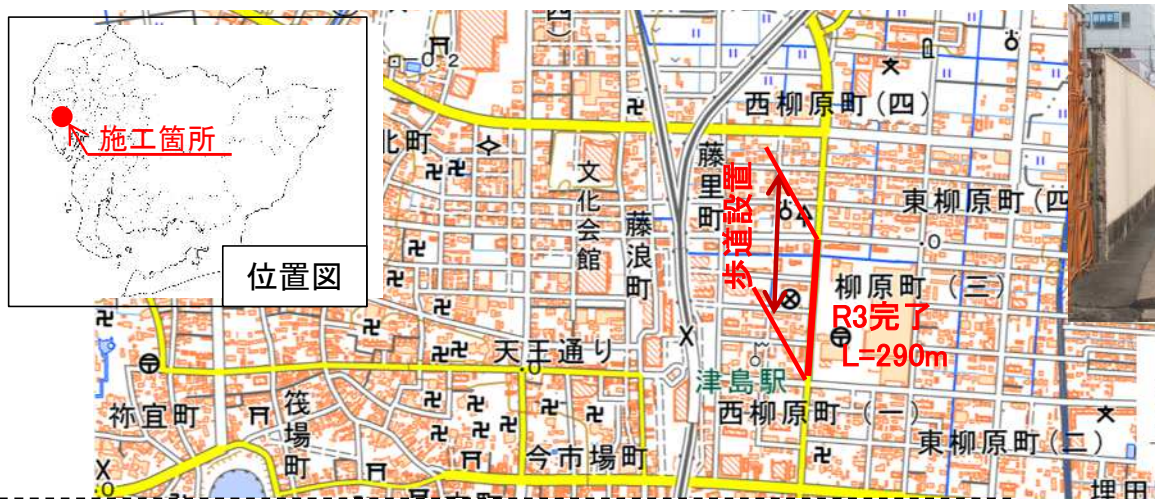 施工箇所
位置図
西柳原町(四)
北町
文化会館
藤里町
藤浪町
歩道設置
東柳原町(四
柳原町(三)
R3完了
L=290m
天王通り
津島駅
西柳原町(一)
東柳原町(二)
祢宜町
筏場町
今市場町
埋田